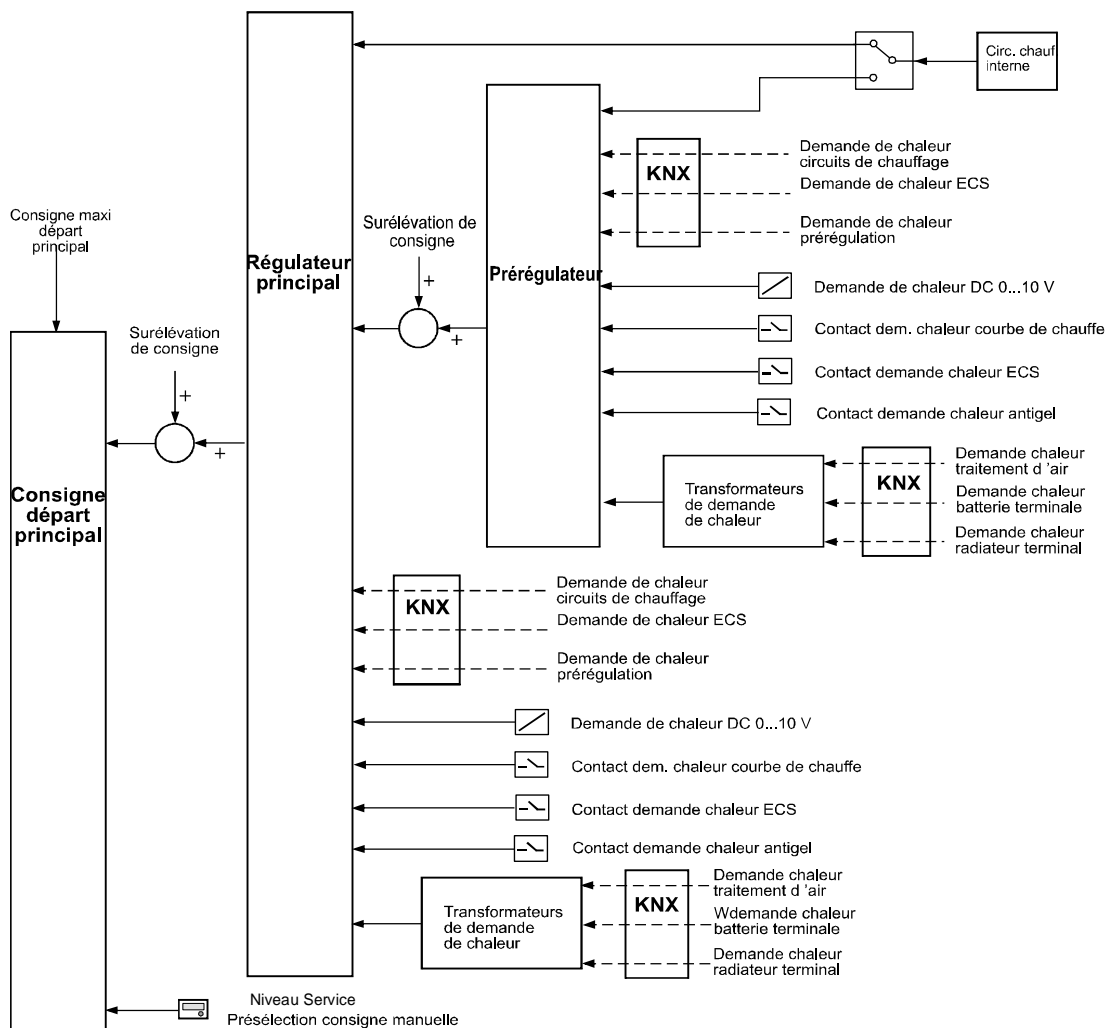 Circ. chauf
interne
KNX
Demande de chaleur
circuits de chauffage
Demande de chaleur ECS
Demande de chaleur
prérégulation
Consigne maxi
départ
principal
Surélévation de
consigne
+
+
Régulateur
principal
Prérégulateur
Demande de chaleur DC 0...10 V
Contact dem. chaleur courbe de chauffe
Contact demande chaleur ECS
Contact demande chaleur antigel
Surélévation
de consigne
+
+
Consigne
départ
principal
Transformateurs
de demande
de chaleur
KNX
Demande chaleur
traitement d 'air
Demande chaleur
batterie terminale
Demande chaleur
radiateur terminal
KNX
Demande de chaleur
circuits de chauffage
Demande de chaleur ECS
Demande de chaleur
prérégulation
Demande de chaleur DC 0...10 V
Contact dem. chaleur courbe de chauffe
Contact demande chaleur ECS
Contact demande chaleur antigel
Transformateurs
de demande
de chaleur
KNX
Demande chaleur
traitement d 'air
Wdemande chaleur
batterie terminale
Demande chaleur
radiateur terminal
Niveau Service
Présélection consigne manuelle